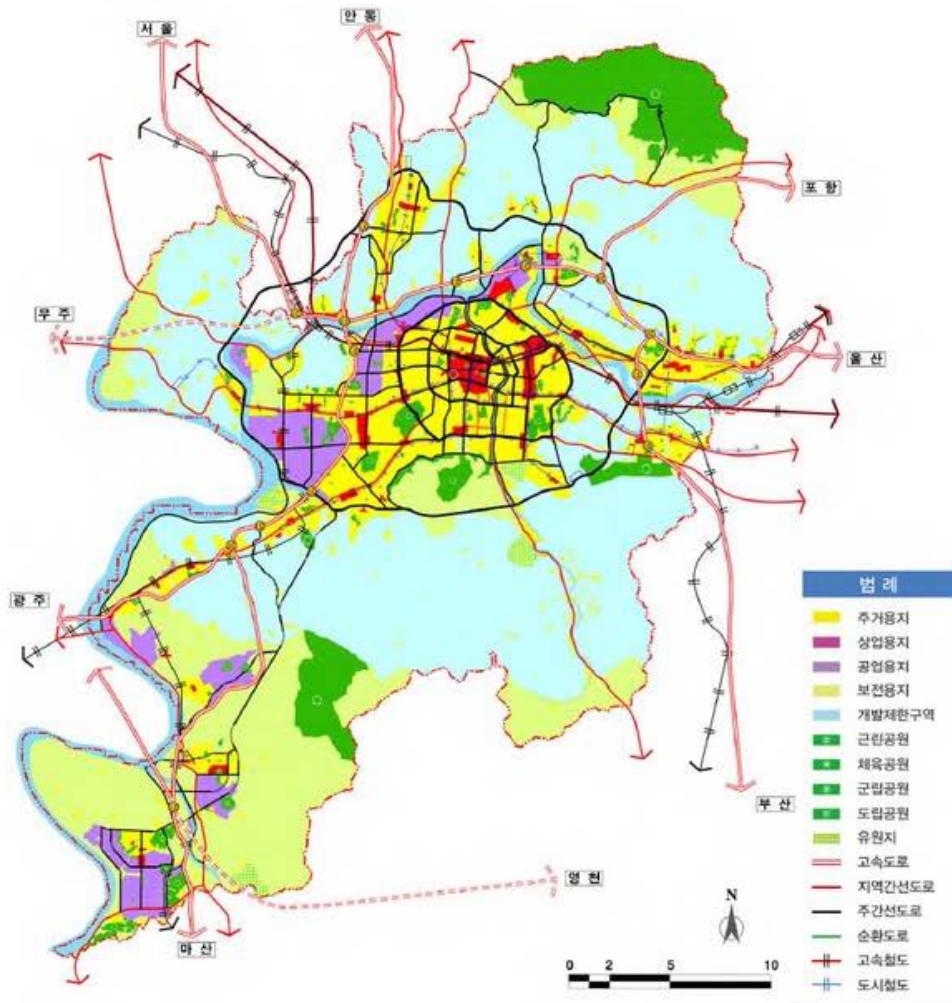 서울
안동
포항
무주
울산
광주
부산
영천
마산
N
0 2 5 10
범례
주거용지
상업용지
공업용지
보전용지
개발제한구역
근린공원
체육공원
군립공원
도립공원
유원지
고속도로
지역간선도로
주간선도로
순환도로
고속철도
도시철도